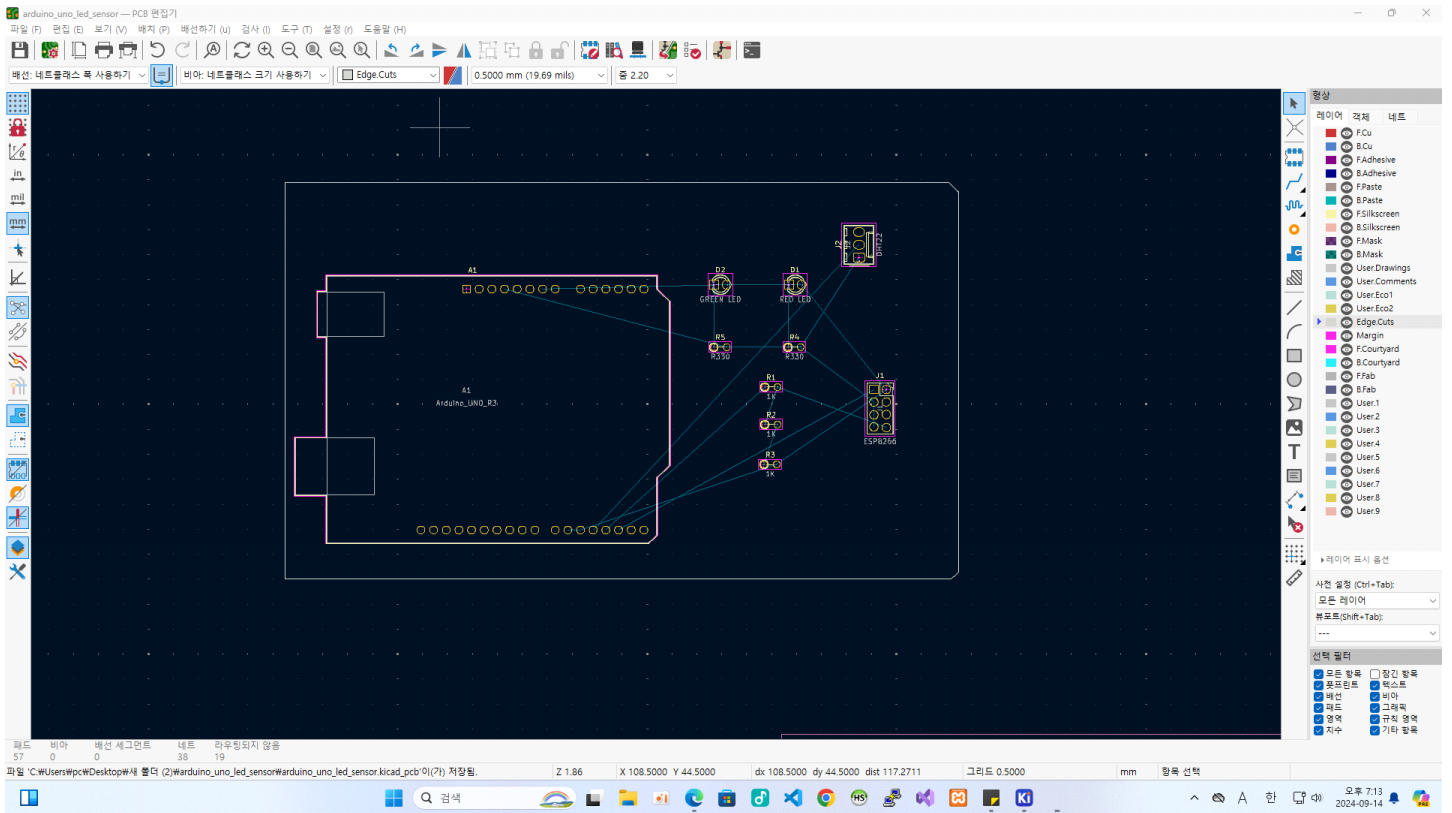 arduino_uno_led_sensor — PCB 편집기
파일 (F) 편집 (E) 보기 (V) 배치 (P) 배선하기 (u) 검사 (I) 도구 (T) 설정 (r) 도움말 (H)
배선: 네트클래스 폭 사용하기 비아: 네트클래스 크기 사용하기 Edge.Cuts 0.5000 mm (19.69 mils) 줌 2.20
in
mil
mm
A1
A1
Arduino_UNO_R3
D2
GREEN LED
D1
RED LED
J2
DHT22
R5
R330
R4
R330
R1
1K
R2
1K
R3
1K
J1
ESP8266
형상
레이어 객체 네트
F.Cu
B.Cu
F.Adhesive
B.Adhesive
F.Paste
B.Paste
F.Silkscreen
B.Silkscreen
F.Mask
B.Mask
User.Drawings
User.Comments
User.Eco1
User.Eco2
Edge.Cuts
Margin
F.Courtyard
B.Courtyard
F.Fab
B.Fab
User.1
User.2
User.3
User.4
User.5
User.6
User.7
User.8
User.9
레이어 표시 옵션
사전 설정 (Ctrl+Tab):
모든 레이어
뷰포트(Shift+Tab):
---
선택 필터
모든 항목 잠긴 항목
풋프린트 텍스트
배선 비아
패드 그래픽
영역 규칙 영역
치수 기타 항목
패드 비아 배선 세그먼트 네트 라우팅되지 않음
57 0 0 38 19
파일 'C:₩Users₩pc₩Desktop₩새 폴더 (2)₩arduino_uno_led_sensor₩arduino_uno_led_sensor.kicad_pcb'이(가) 저장됨. Z 1.86 X 108.5000 Y 44.5000 dx 108.5000 dy 44.5000 dist 117.2711 그리드 0.5000 mm 항목 선택
검색
A 한
오후 7:13
2024-09-14